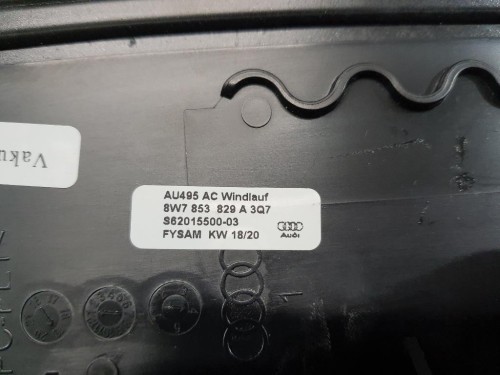 Vaku
AU495 AC Windlauf
8W7 853 829 A 3Q7
S62015500-03
FYSAM KW 18/20
Audi